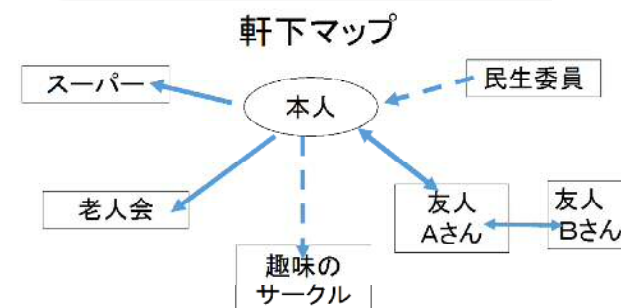 軒下マップ
スーパー
民生委員
本人
老人会
友人
Aさん
友人
Bさん
趣味の
サークル